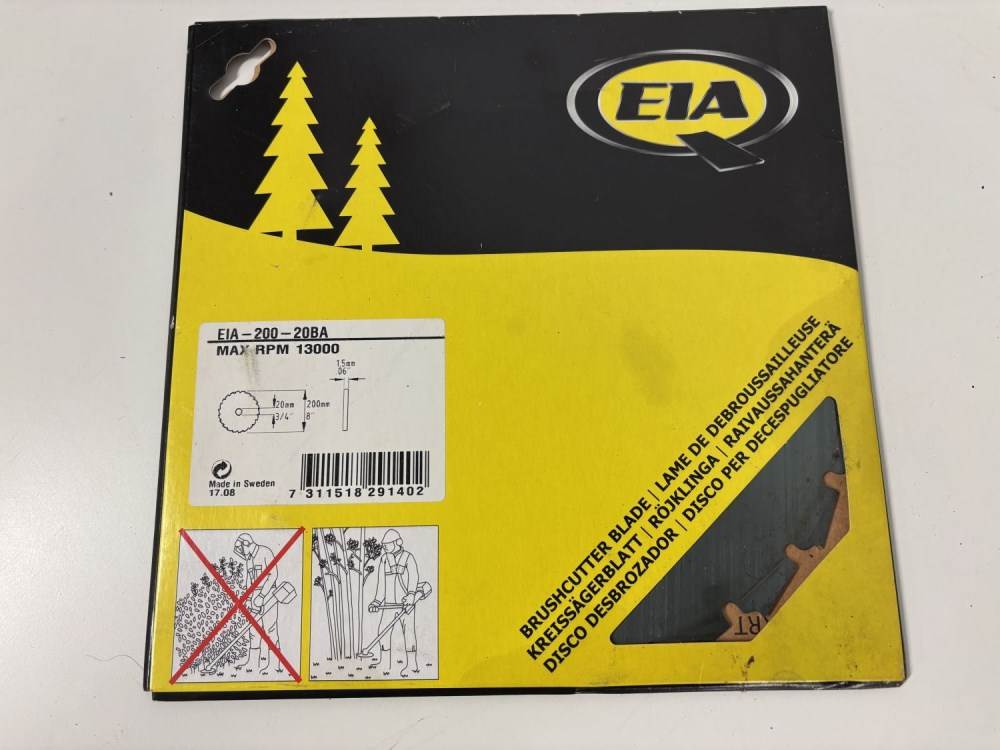 EIA
EIA-200-20BA
MAX RPM 13000
1,5mm
06"
20mm
200mm
3/4"
8"
Made in Sweden
17.08
7 311518 291402
BRUSHCUTTER BLADE | LAME DE DEBROUSSAILLEUSE
KREISSÄGERBLATT | RÖJKLINGA | RAIVAUSSAHANTERÄ
DISCO DESBROZADOR | DISCO PER DECESPUGLIATORE
ART